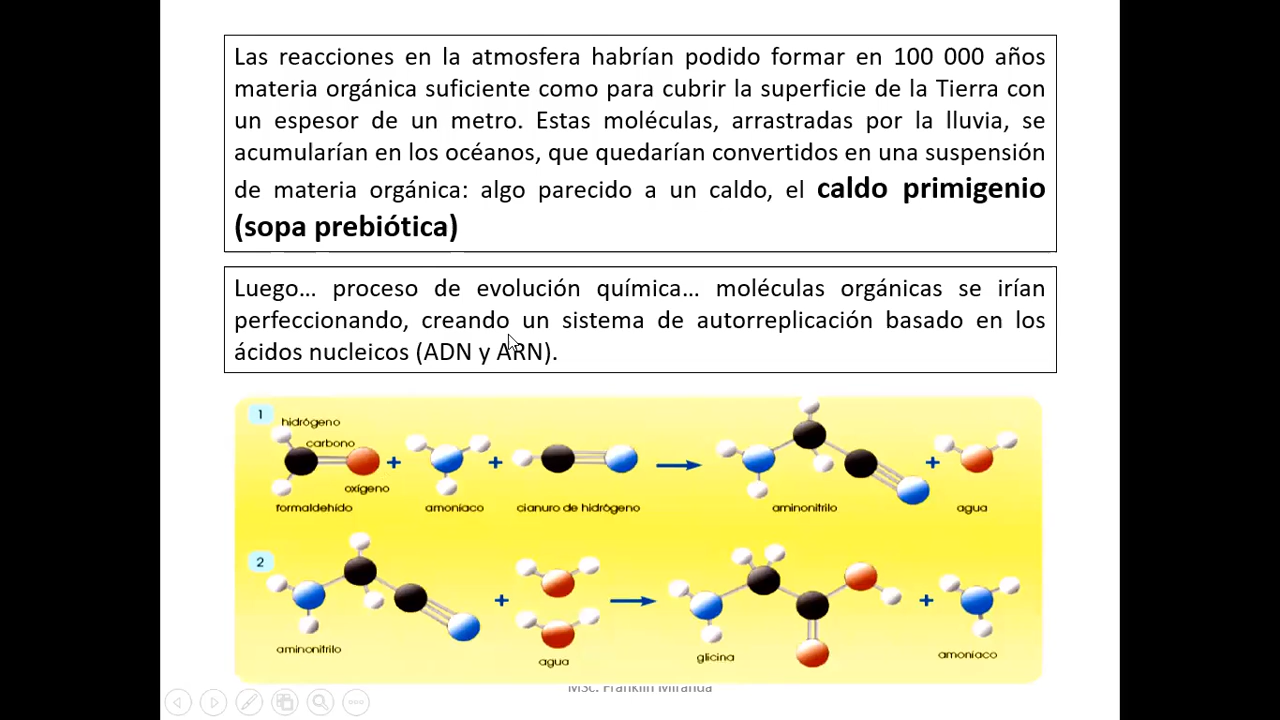 Las reacciones en la atmosfera habrían podido formar en 100 000 años
materia orgánica suficiente como para cubrir la superficie de la Tierra con
un espesor de un metro. Estas moléculas, arrastradas por la lluvia, se
acumularían en los océanos, que quedarían convertidos en una suspensión
de materia orgánica: algo parecido a un caldo, el caldo primigenio
(sopa prebiótica)
Luego... proceso de evolución química... moléculas orgánicas se irían
perfeccionando, creando un sistema de autorreplicación basado en los
ácidos nucleicos (ADN y ARN).
1
hidrógeno
carbono
+ +
+
oxígeno
formaldehído amoníaco cianuro de hidrógeno aminonitrilo agua
2
+ +
aminonitrilo agua glicina amoníaco
MSc. Franklin Miranda